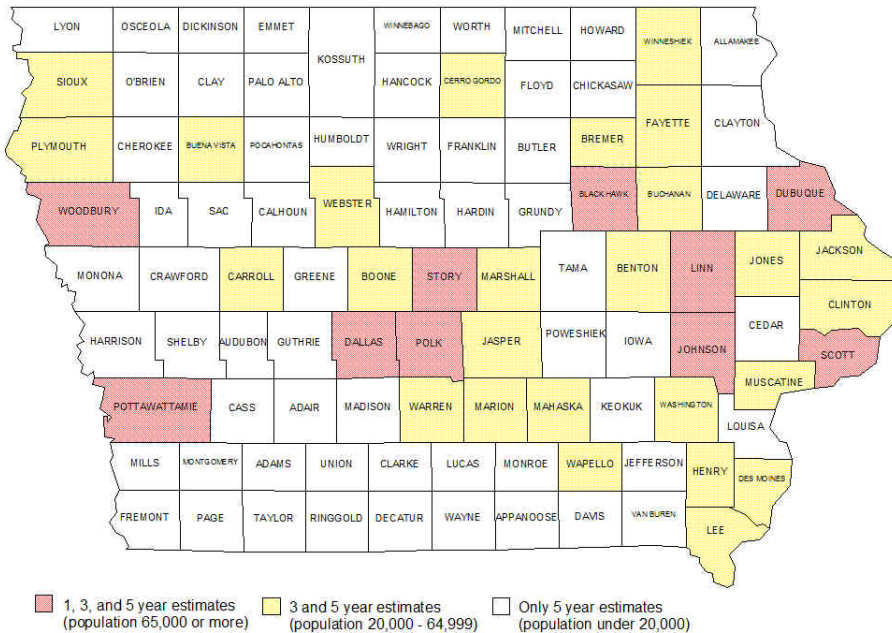 LYON OSCEOLA DICKINSON EMMET WINNEBAGO WORTH MITCHELL HOWARD WINNESHIEK ALLAMAKEE
KOSSUTH
SIOUX O'BRIEN CLAY PALO ALTO HANCOCK CERRO GORDO FLOYD CHICKASAW
PLYMOUTH CHEROKEE BUENA VISTA POCAHONTAS HUMBOLDT WRIGHT FRANKLIN BUTLER BREMER FAYETTE CLAYTON
WOODBURY IDA SAC CALHOUN WEBSTER HAMILTON HARDIN GRUNDY BLACK HAWK BUCHANAN DELAWARE DUBUQUE
MONONA CRAWFORD CARROLL GREENE BOONE STORY MARSHALL TAMA BENTON LINN JONES JACKSON
CLINTON
HARRISON SHELBY AUDUBON GUTHRIE DALLAS POLK JASPER POWESHIEK IOWA JOHNSON CEDAR SCOTT
MUSCATINE
POTTAWATTAMIE CASS ADAIR MADISON WARREN MARION MAHASKA KEOKUK WASHINGTON LOUISA
MILLS MONTGOMERY ADAMS UNION CLARKE LUCAS MONROE WAPELLO JEFFERSON HENRY DES MOINES
FREMONT PAGE TAYLOR RINGGOLD DECATUR WAYNE APPANOOSE DAVIS VAN BUREN LEE
1, 3, and 5 year estimates
(population 65,000 or more)
3 and 5 year estimates
(population 20,000 - 64,999)
Only 5 year estimates
(population under 20,000)